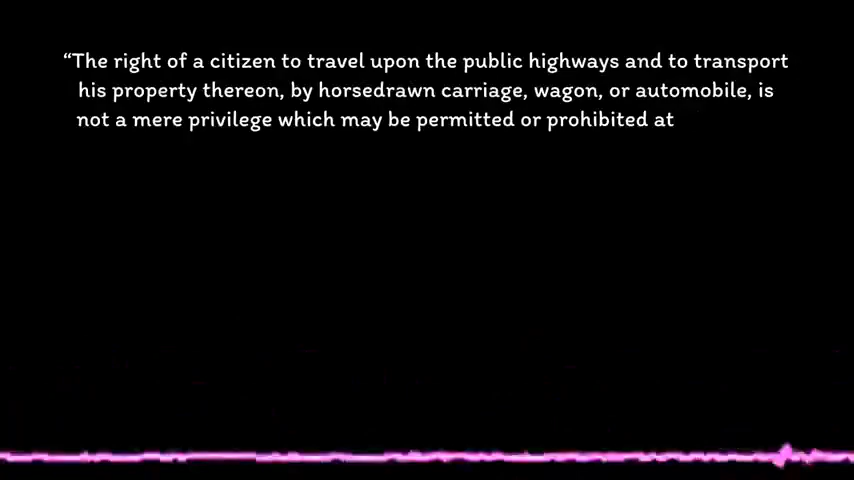 “The right of a citizen to travel upon the public highways and to transport
his property thereon, by horsedrawn carriage, wagon, or automobile, is
not a mere privilege which may be permitted or prohibited at